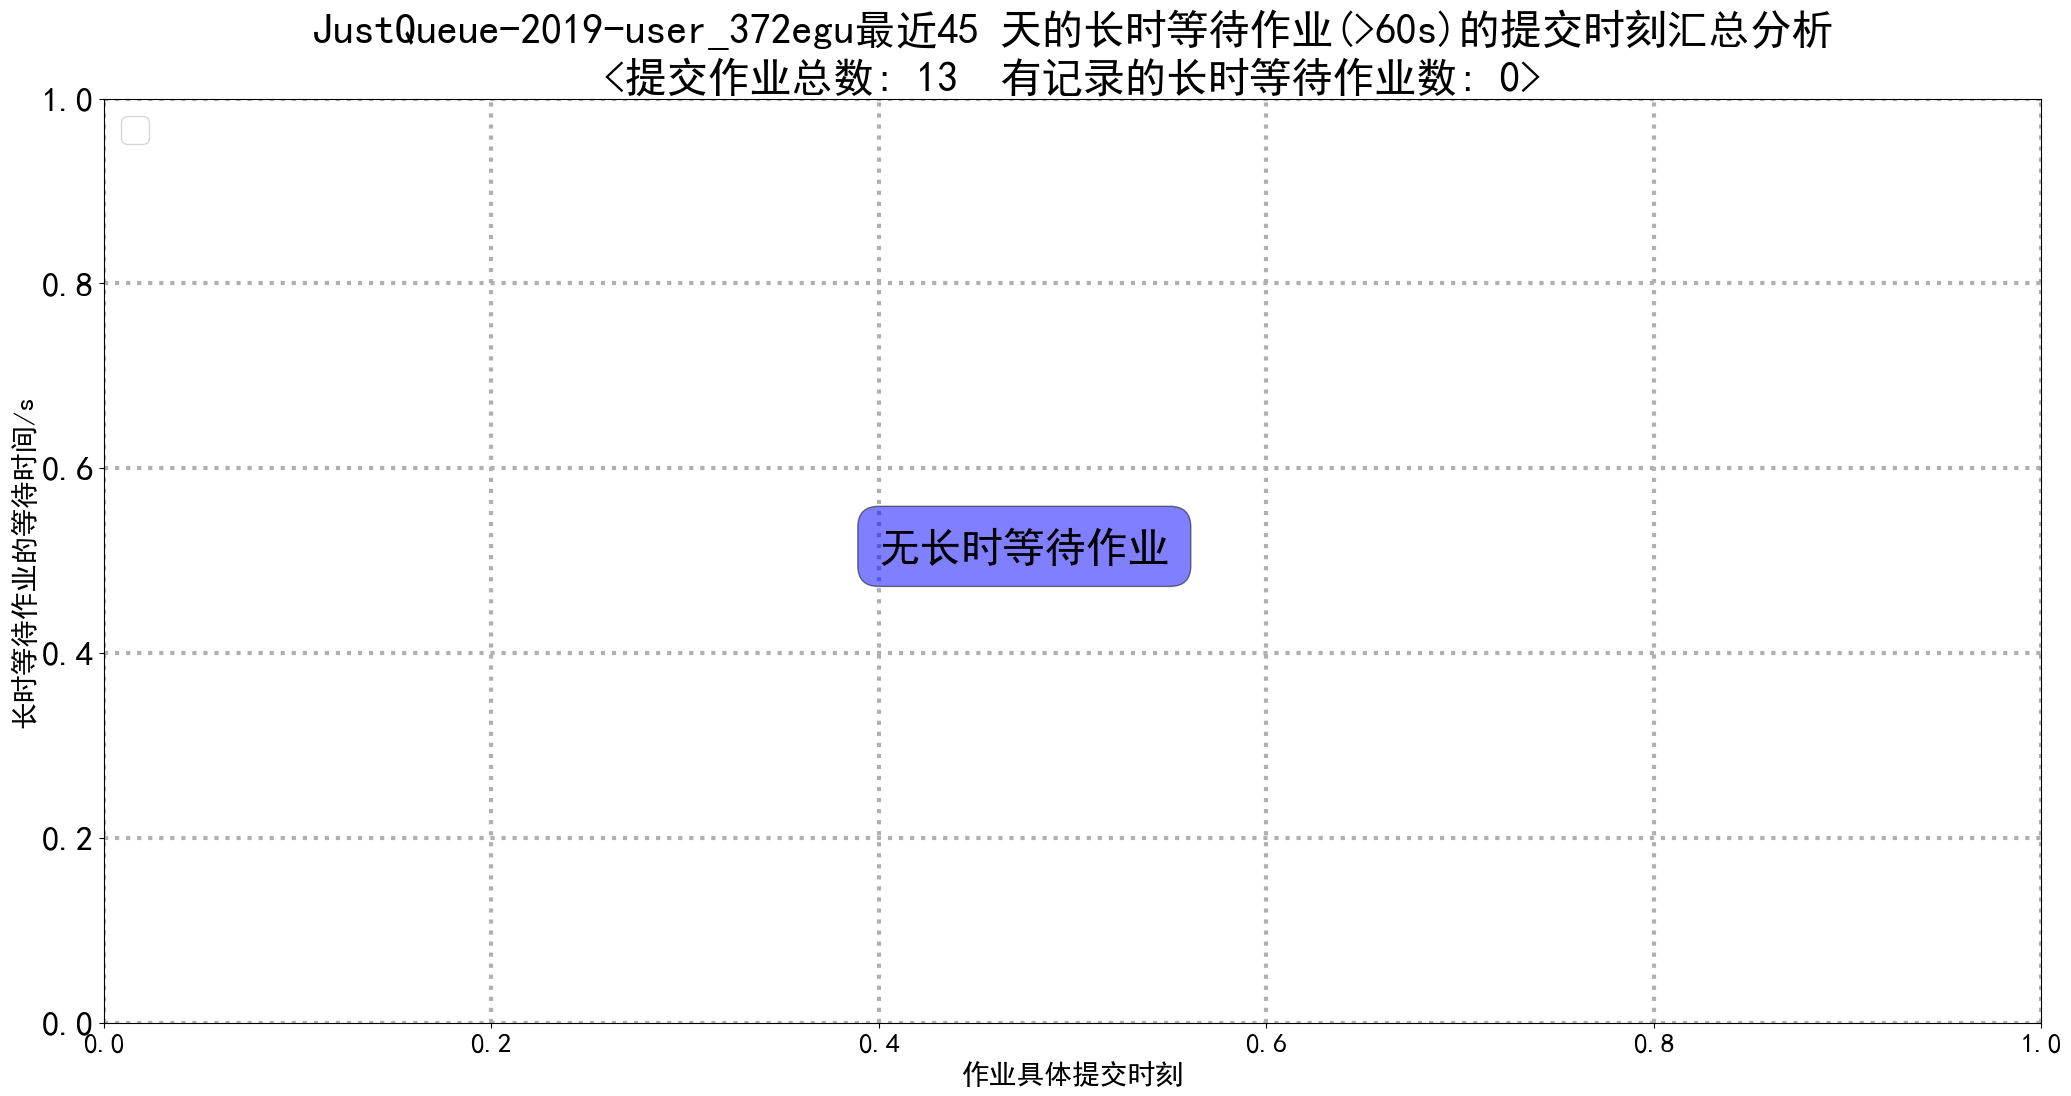 JustQueue-2019-user_372egu最近45 天的长时等待作业(>60s)的提交时刻汇总分析
<提交作业总数: 13  有记录的长时等待作业数: 0>
1.0
0.8
0.6
0.4
0.2
0.0
长时等待作业的等待时间/s
无长时等待作业
0.0 0.2 0.4 0.6 0.8 1.0
作业具体提交时刻